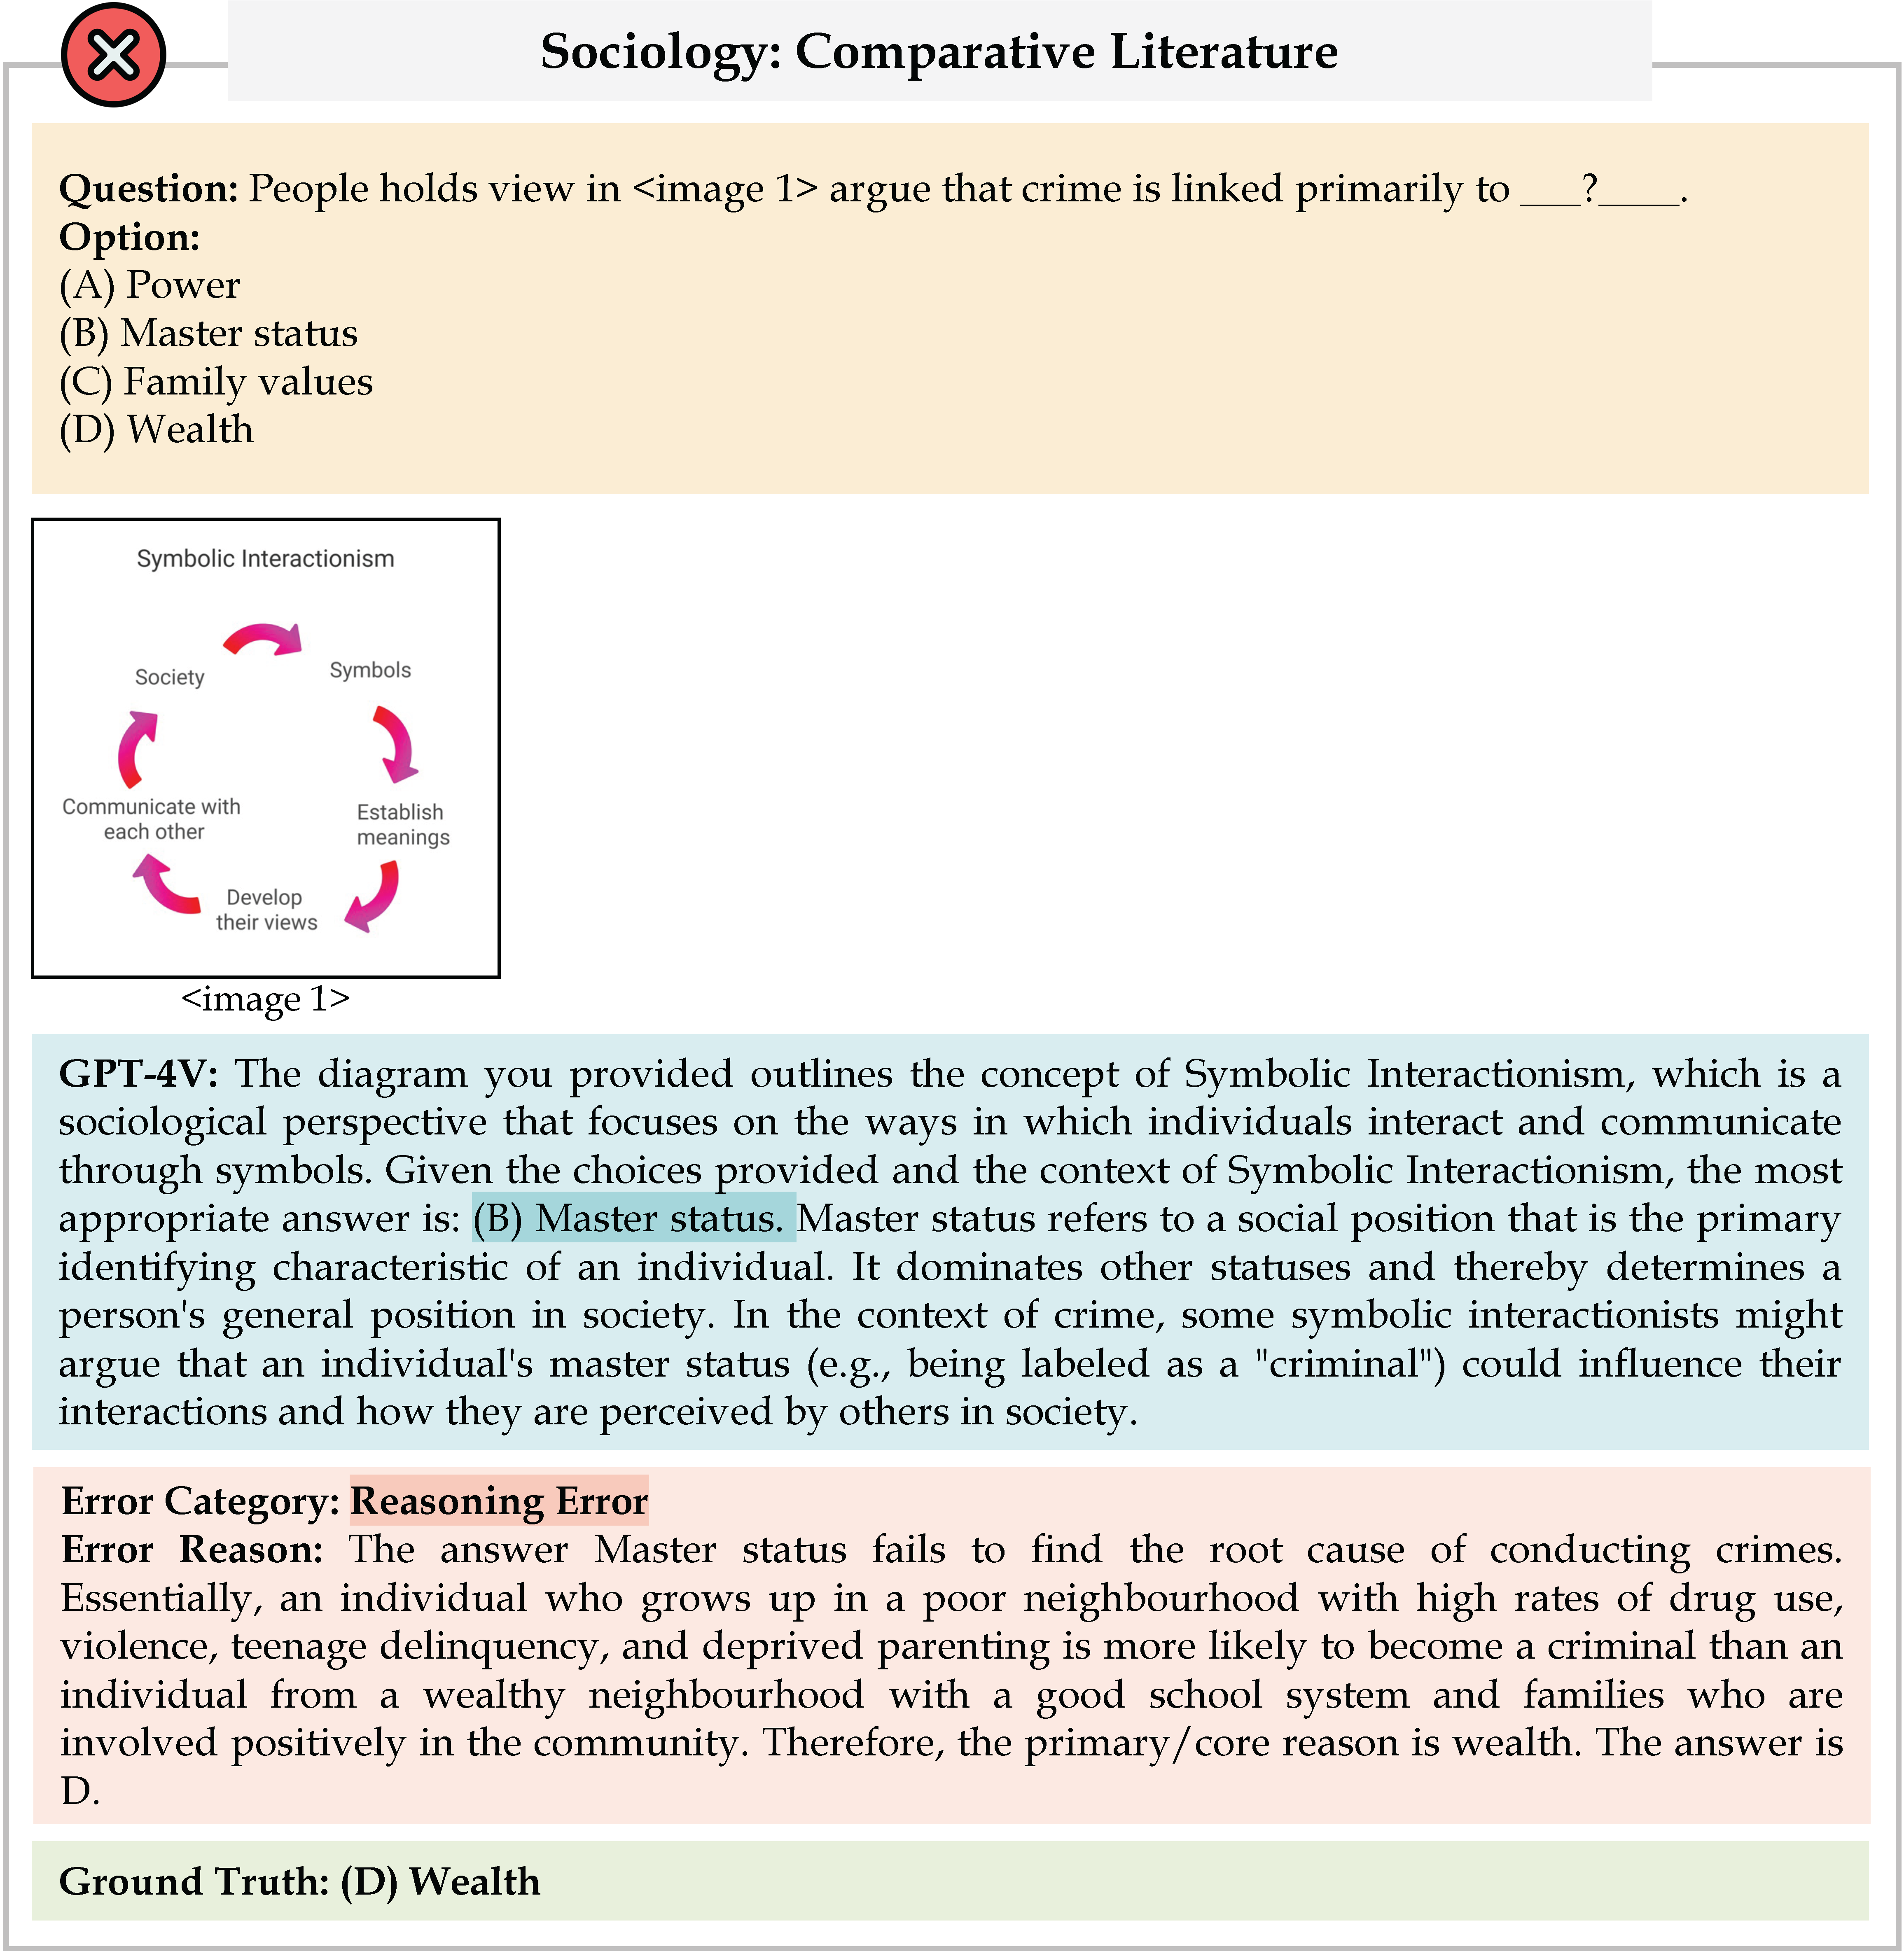 Sociology: Comparative Literature
Question: People holds view in <image 1> argue that crime is linked primarily to ___?____.
Option:
(A) Power
(B) Master status
(C) Family values
(D) Wealth
Symbolic Interactionism
Society
Symbols
Communicate with
each other
Establish
meanings
Develop
their views
<image 1>
GPT-4V: The diagram you provided outlines the concept of Symbolic Interactionism, which is a
sociological perspective that focuses on the ways in which individuals interact and communicate
through symbols. Given the choices provided and the context of Symbolic Interactionism, the most
appropriate answer is: (B) Master status. Master status refers to a social position that is the primary
identifying characteristic of an individual. It dominates other statuses and thereby determines a
person's general position in society. In the context of crime, some symbolic interactionists might
argue that an individual's master status (e.g., being labeled as a "criminal") could influence their
interactions and how they are perceived by others in society.
Error Category: Reasoning Error
Error Reason: The answer Master status fails to find the root cause of conducting crimes.
Essentially, an individual who grows up in a poor neighbourhood with high rates of drug use,
violence, teenage delinquency, and deprived parenting is more likely to become a criminal than an
individual from a wealthy neighbourhood with a good school system and families who are
involved positively in the community. Therefore, the primary/core reason is wealth. The answer is
D.
Ground Truth: (D) Wealth